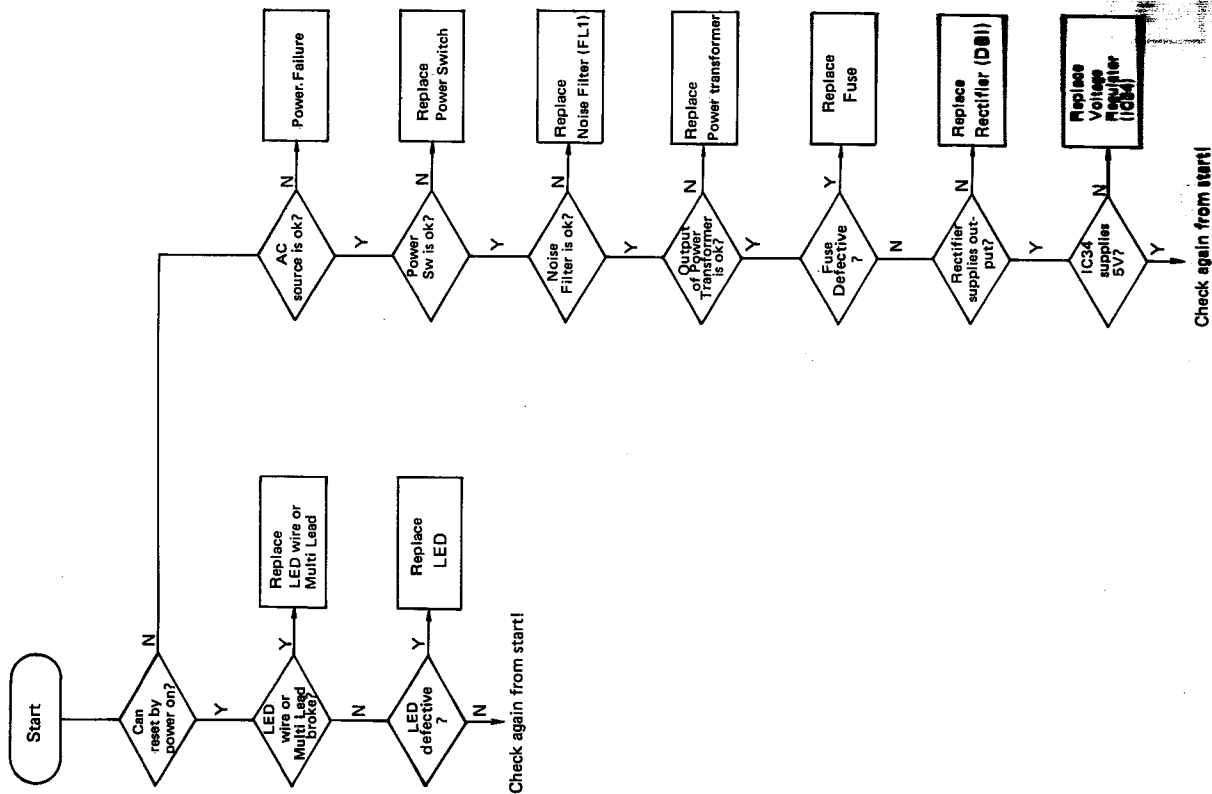 Start
Can
reset by
power on?
N
Y
LED
wire or
Multi Lead
broke?
Y
Replace
LED wire or
Multi Lead
N
LED
defective
?
Y
Replace
LED
N
Check again from start!
AC
source is ok?
N
Power Failure
Y
Power
Sw is ok?
N
Replace
Power Switch
Y
Noise
Filter is ok?
N
Replace
Noise Filter (FL1)
Y
Output
of Power
Transformer
is ok?
N
Replace
Power transformer
Y
Fuse
Defective
?
Y
Replace
Fuse
N
Rectifier
supplies out-
put?
N
Replace
Rectifier (DB1)
Y
IC34
supplies
5V?
N
Replace
Voltage
Regulator
(IC34)
Y
Check again from start!